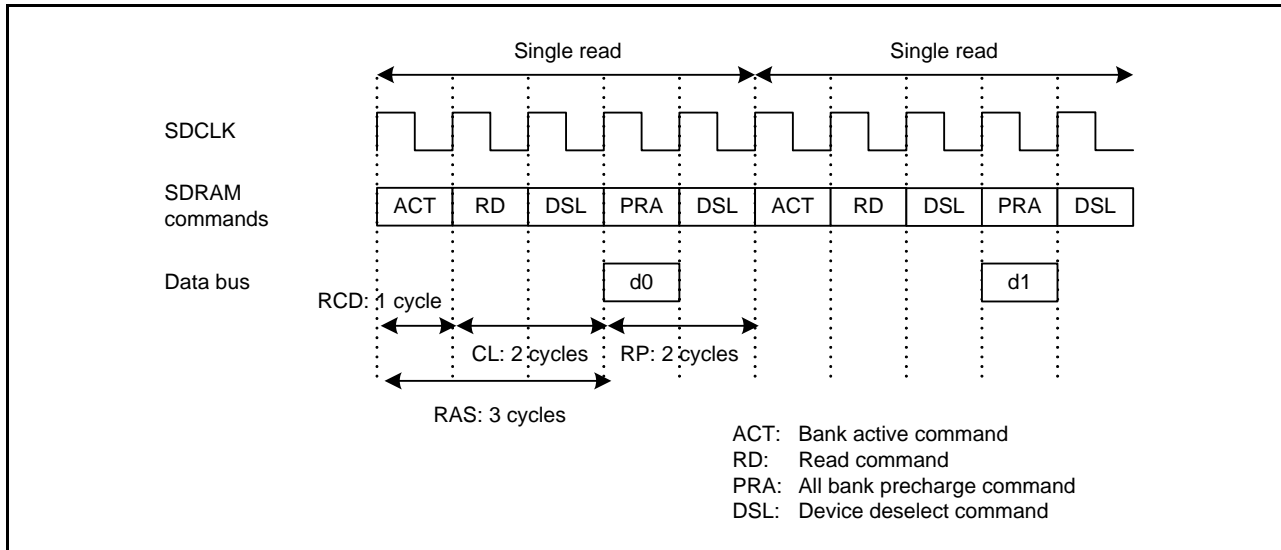 Single read Single read
SDCLK
SDRAM
commands
ACT RD DSL PRA DSL ACT RD DSL PRA DSL
Data bus d0 d1
RCD: 1 cycle
CL: 2 cycles RP: 2 cycles
RAS: 3 cycles
ACT: Bank active command
RD: Read command
PRA: All bank precharge command
DSL: Device deselect command